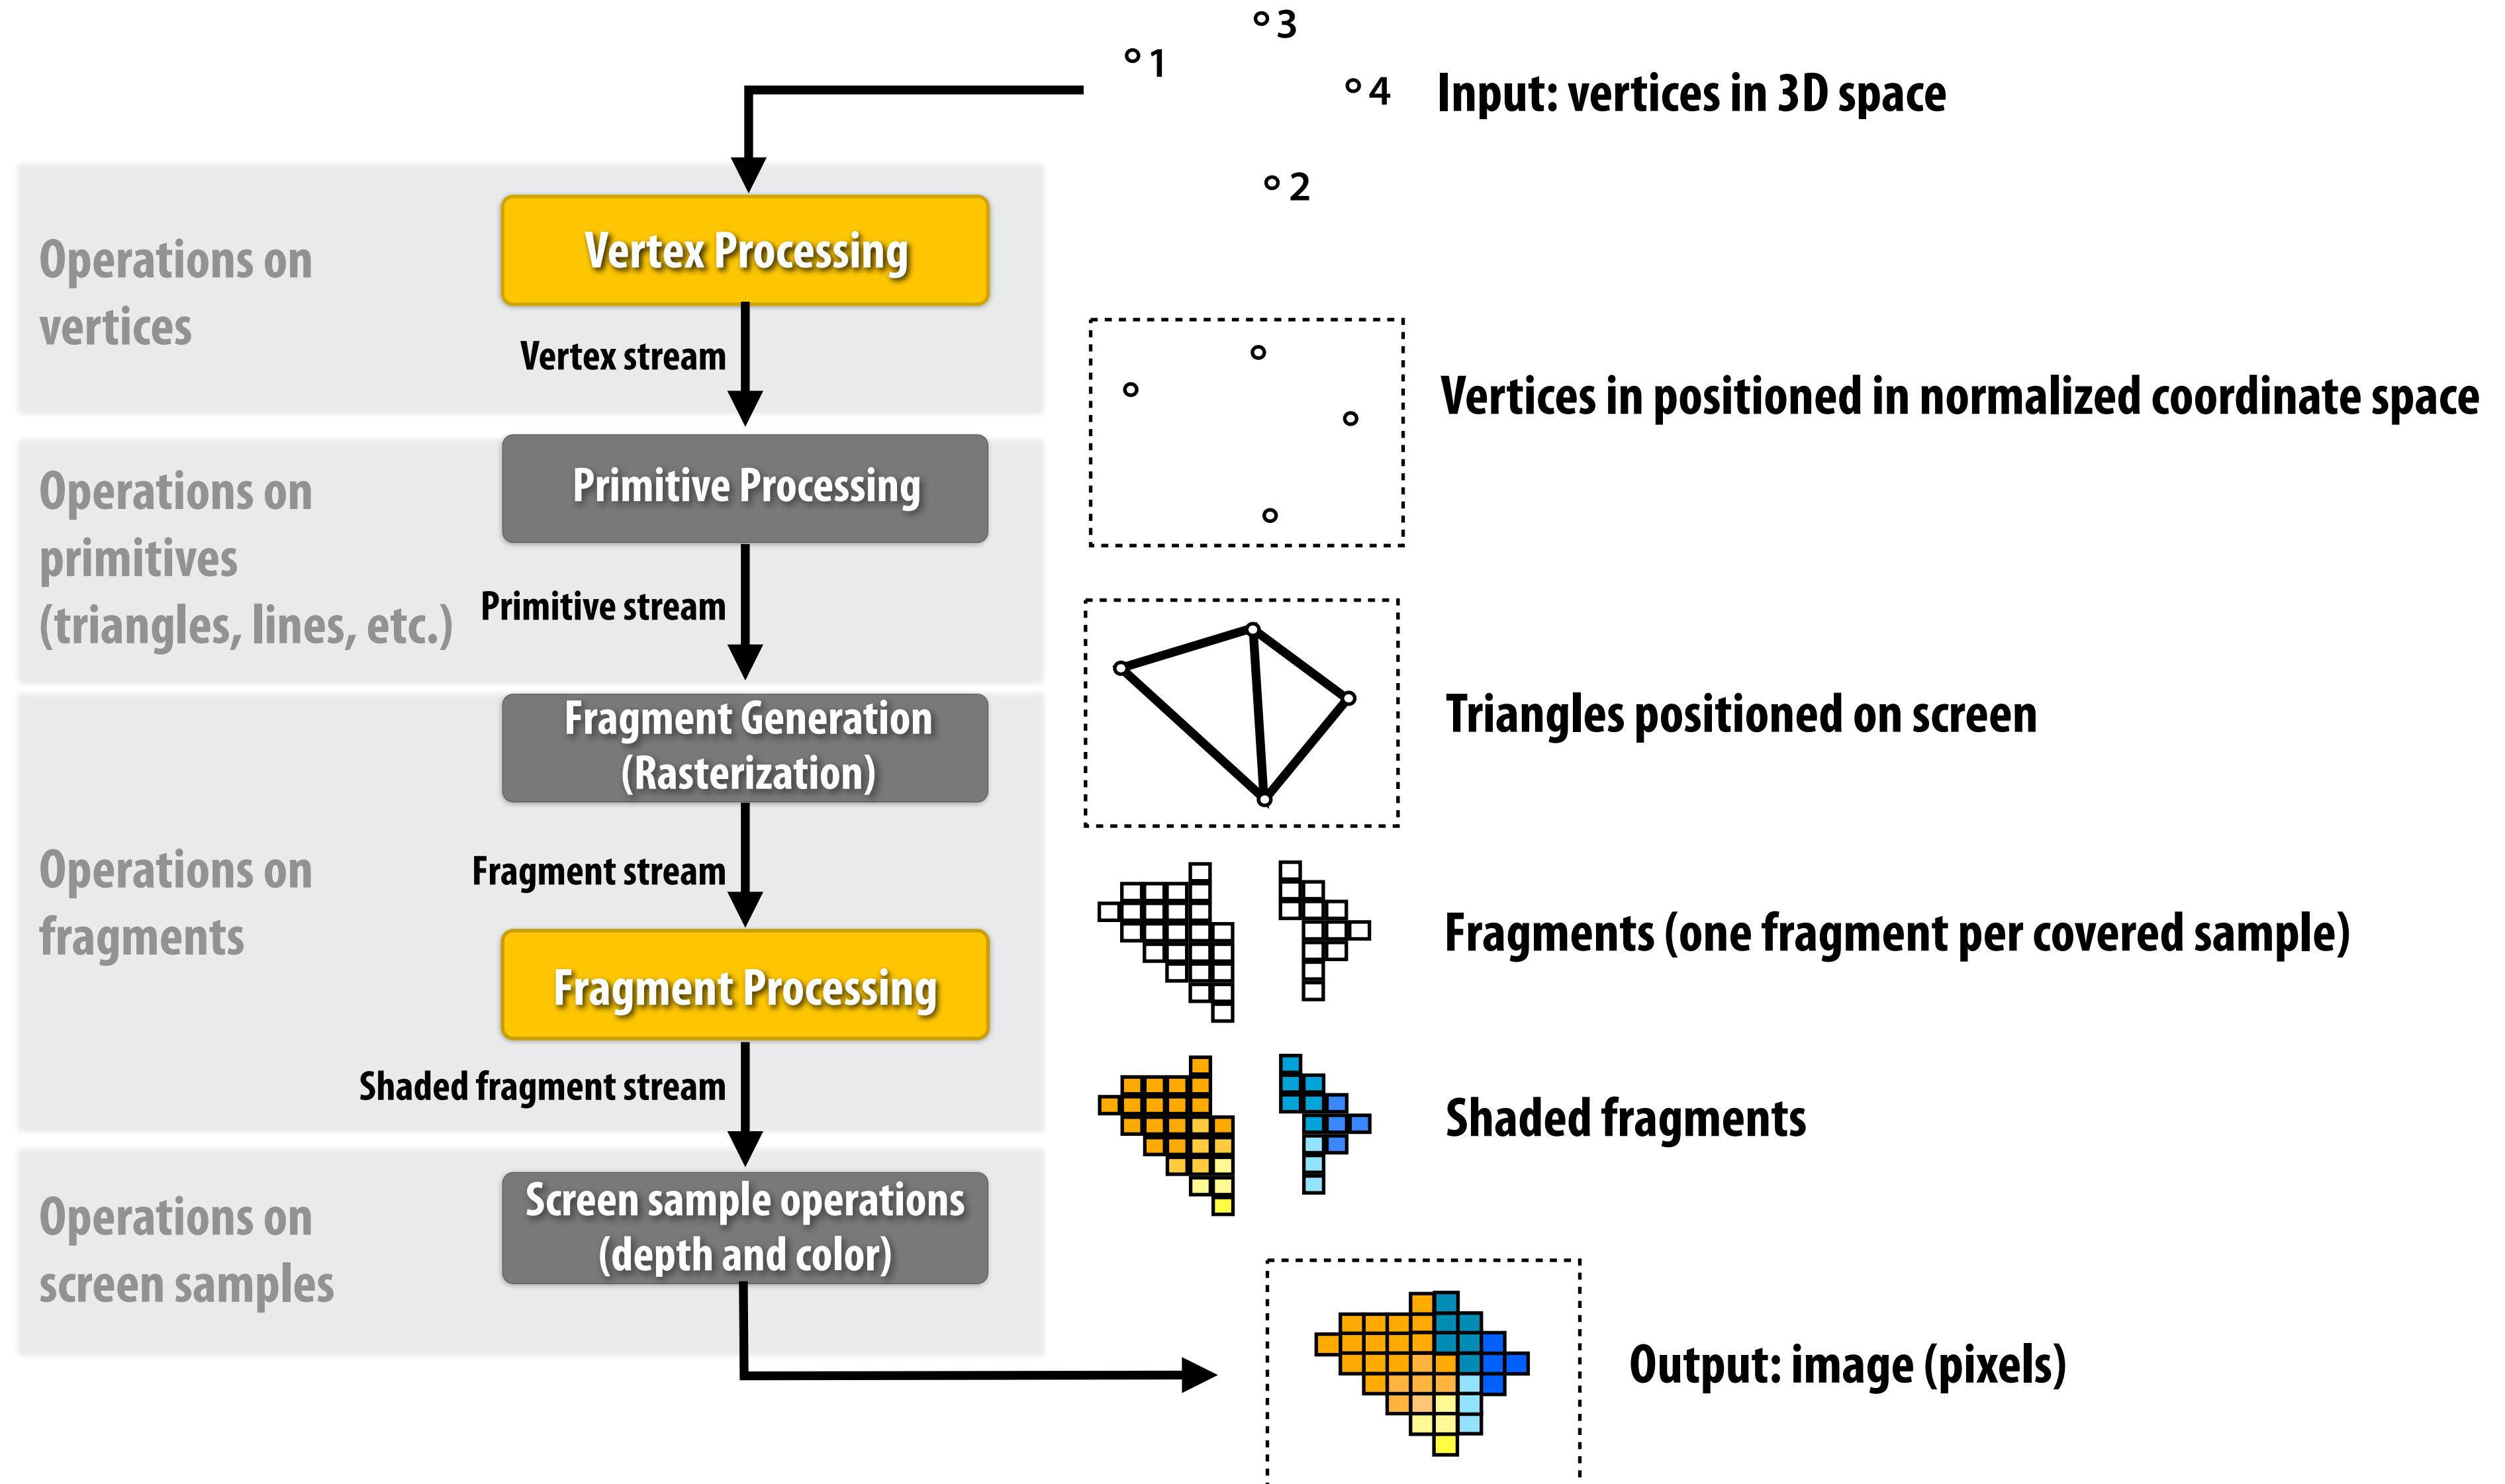 3
1
4
Input: vertices in 3D space
2
Operations on
vertices
Vertex Processing
Vertex stream
Vertices in positioned in normalized coordinate space
Operations on
primitives
(triangles, lines, etc.)
Primitive Processing
Primitive stream
Triangles positioned on screen
Operations on
fragments
Fragment Generation
(Rasterization)
Fragment stream
Fragments (one fragment per covered sample)
Fragment Processing
Shaded fragment stream
Shaded fragments
Operations on
screen samples
Screen sample operations
(depth and color)
Output: image (pixels)